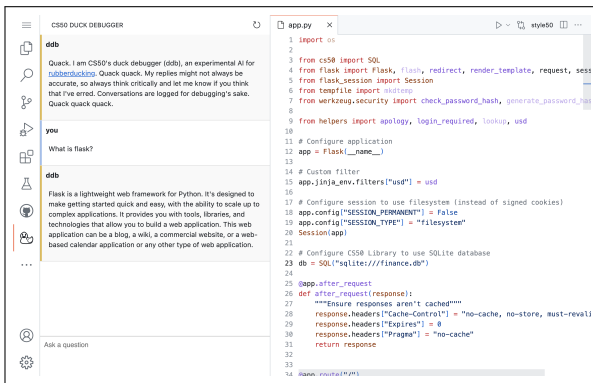 CS50 DUCK DEBUGGER
ddb
Quack. I am CS50's duck debugger (ddb), an experimental AI for
rubberducking. Quack quack. My replies might not always be
accurate, so always think critically and let me know if you think
that I've erred. Conversations are logged for debugging's sake.
Quack quack quack.
you
What is flask?
ddb
Flask is a lightweight web framework for Python. It's designed to
make getting started quick and easy, with the ability to scale up to
complex applications. It provides you with tools, libraries, and
technologies that allow you to build a web application. This web
application can be a blog, a wiki, a commercial website, or a web-
based calendar application or any other type of web application.
Ask a question
app.py
style50
1 import os
2
3 from cs50 import SQL
4 from flask import Flask, flash, redirect, render_template, request, sess
5 from flask_session import Session
6 from tempfile import mkdtemp
7 from werkzeug.security import check_password_hash, generate_password_has
8
9 from helpers import apology, login_required, lookup, usd
10
11 # Configure application
12 app = Flask(__name__)
13
14 # Custom filter
15 app.jinja_env.filters["usd"] = usd
16
17 # Configure session to use filesystem (instead of signed cookies)
18 app.config["SESSION_PERMANENT"] = False
19 app.config["SESSION_TYPE"] = "filesystem"
20 Session(app)
21
22 # Configure CS50 Library to use SQLite database
23 db = SQL("sqlite:///finance.db")
24
25 @app.after_request
26 def after_request(response):
27 """Ensure responses aren't cached"""
28 response.headers["Cache-Control"] = "no-cache, no-store, must-revali
29 response.headers["Expires"] = 0
30 response.headers["Pragma"] = "no-cache"
31 return response
32
33
34 @app.route("/")